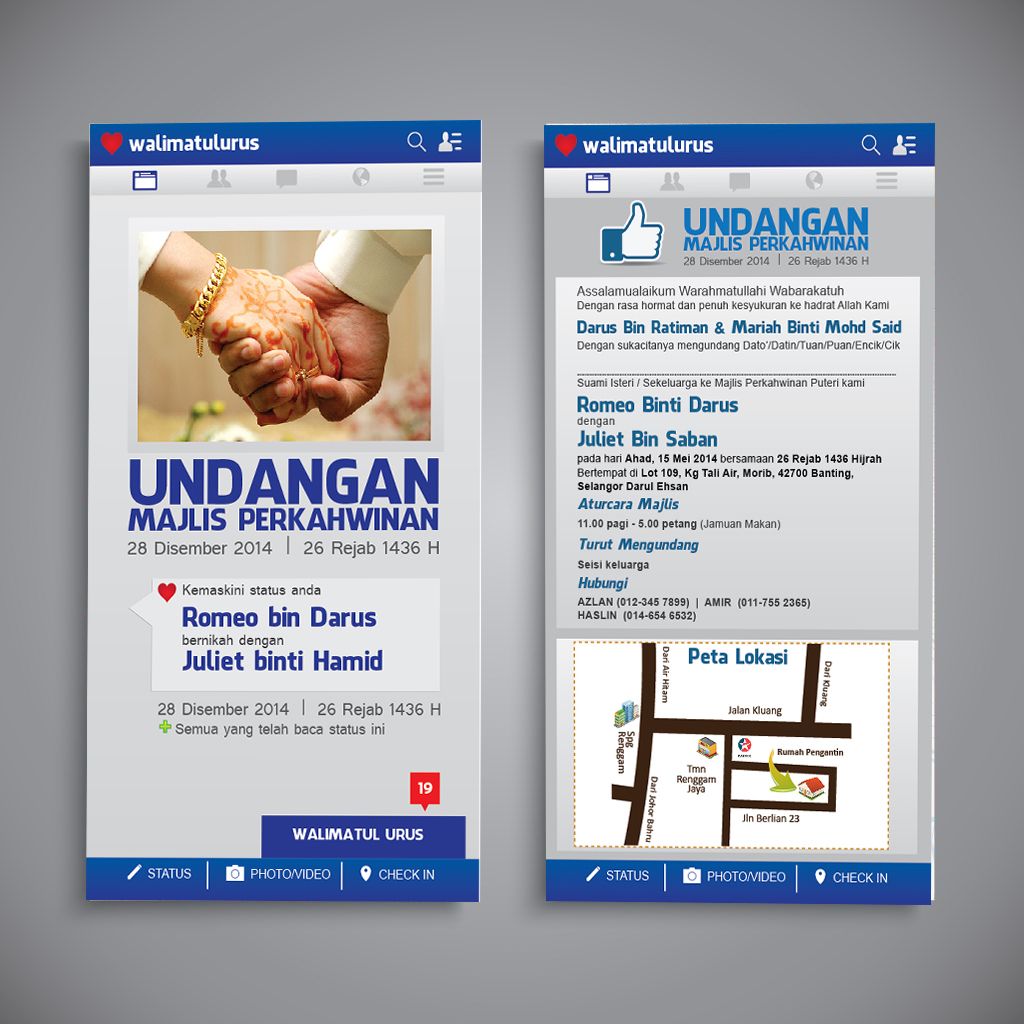 walimatulurus
UNDANGAN
MAJLIS PERKAHWINAN
28 Disember 2014 | 26 Rejab 1436 H
Kemaskini status anda
Romeo bin Darus
bernikah dengan
Juliet binti Hamid
28 Disember 2014 | 26 Rejab 1436 H
Semua yang telah baca status ini
19
WALIMATUL URUS
STATUS | PHOTO/VIDEO | CHECK IN
walimatulurus
UNDANGAN
MAJLIS PERKAHWINAN
28 Disember 2014 | 26 Rejab 1436 H
Assalamualaikum Warahmatullahi Wabarakatuh
Dengan rasa hormat dan penuh kesyukuran ke hadrat Allah Kami
Darus Bin Ratiman & Mariah Binti Mohd Said
Dengan sukacitanya mengundang Dato'/Datin/Tuan/Puan/Encik/Cik
Suami Isteri / Sekeluarga ke Majlis Perkahwinan Puteri kami
Romeo Binti Darus
dengan
Juliet Bin Saban
pada hari Ahad, 15 Mei 2014 bersamaan 26 Rejab 1436 Hijrah
Bertempat di Lot 109, Kg Tali Air, Morib, 42700 Banting,
Selangor Darul Ehsan
Aturcara Majlis
11.00 pagi - 5.00 petang (Jamuan Makan)
Turut Mengundang
Seisi keluarga
Hubungi
AZLAN (012-345 7899) | AMIR (011-755 2365)
HASLIN (014-654 6532)
Peta Lokasi
Dari Air Hitam
Dari Kluang
Jalan Kluang
Spg
Renggam
Tmn
Renggam
Jaya
Rumah Pengantin
Dari Johor Bahru
Jln Berlian 23
STATUS | PHOTO/VIDEO | CHECK IN